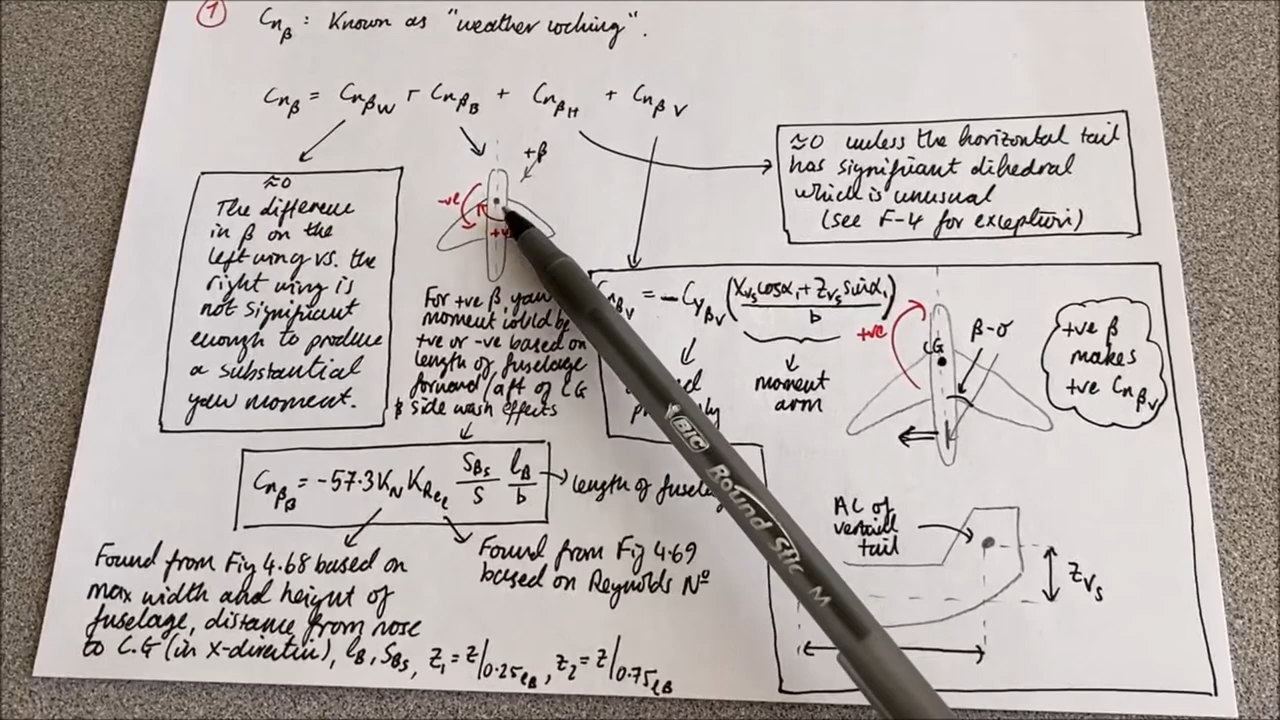 1 Cnβ : Known as "weather cocking".
Cnβ = CnβW + CnβB + CnβH + CnβV
≈0
The difference
in β on the
left wing vs. the
right wing is
not significant
enough to produce
a substantial
yaw moment.
+β
-ve
For +ve β, yaw
moment could be
+ve or -ve based on
length of fuselage
forward/aft of CG
& side wash effects
CnβB = -57.3 KN KRel SBs/S lB/b → length of
Found from Fig 4.68 based on
max width and height of
fuselage, distance from nose
to C.G (in x-direction), lB, SBs, Z1 = Z/0.25lB, Z2 = Z/0.75lB
Found from Fig 4.69
based on Reynolds Nº
≈0 unless the horizontal tail
has significant dihedral
which is unusual
(see F-4 for exception)
nβV = -CyβV (XVs cosα1 + ZVs sinα1 / b)
moment
arm
+ve
CG
β-σ
+ve β
makes
+ve CnβV
AC of
vertical
tail
ZVs
BIC
Round Stic M